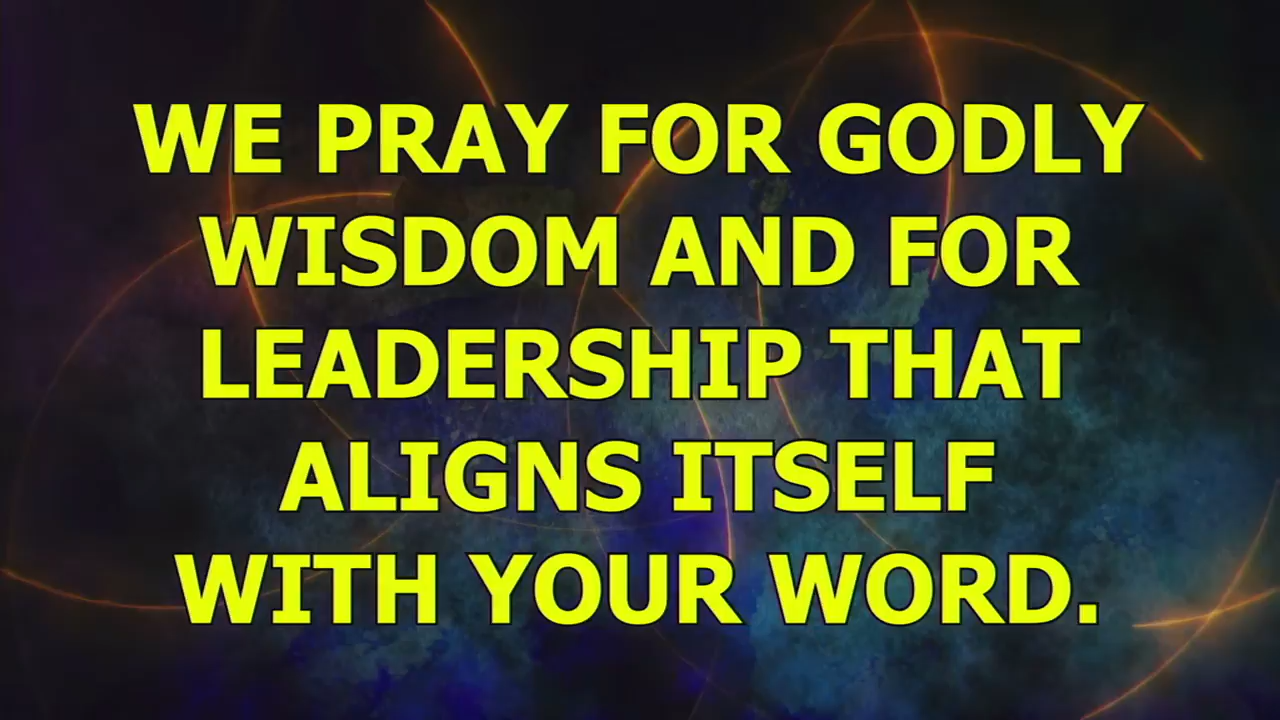 WE PRAY FOR GODLY
WISDOM AND FOR
LEADERSHIP THAT
ALIGNS ITSELF
WITH YOUR WORD.